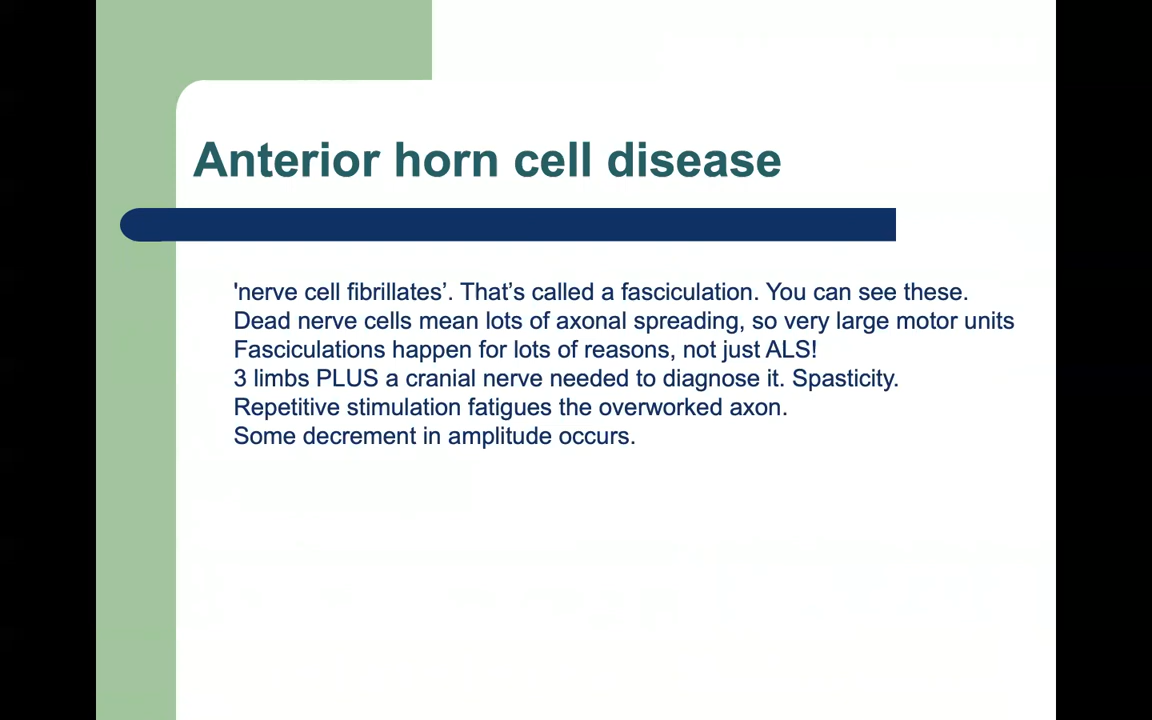 Anterior horn cell disease
'nerve cell fibrillates’. That’s called a fasciculation. You can see these.
Dead nerve cells mean lots of axonal spreading, so very large motor units
Fasciculations happen for lots of reasons, not just ALS!
3 limbs PLUS a cranial nerve needed to diagnose it. Spasticity.
Repetitive stimulation fatigues the overworked axon.
Some decrement in amplitude occurs.